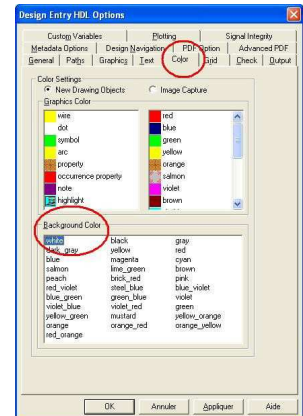 Design Entry HDL Options
Custom Variables Plotting Signal Integrity
Metadata Options Design Navigation PDF Option Advanced PDF
General Paths Graphics Text Color Grid Check Output
Color Settings
New Drawing Objects Image Capture
Graphics Color
wire red
dot blue
symbol green
arc yellow
property orange
occurrence property salmon
note violet
highlight brown
Background Color
white black gray
dark_gray yellow red
blue magenta cyan
salmon lime_green brown
peach brick_red pink
red_violet steel_blue blue_violet
blue_green green_blue violet
violet_blue violet_red green
yellow_green mustard yellow_orange
orange orange_red orange_yellow
red_orange
OK Annuler Appliquer Aide